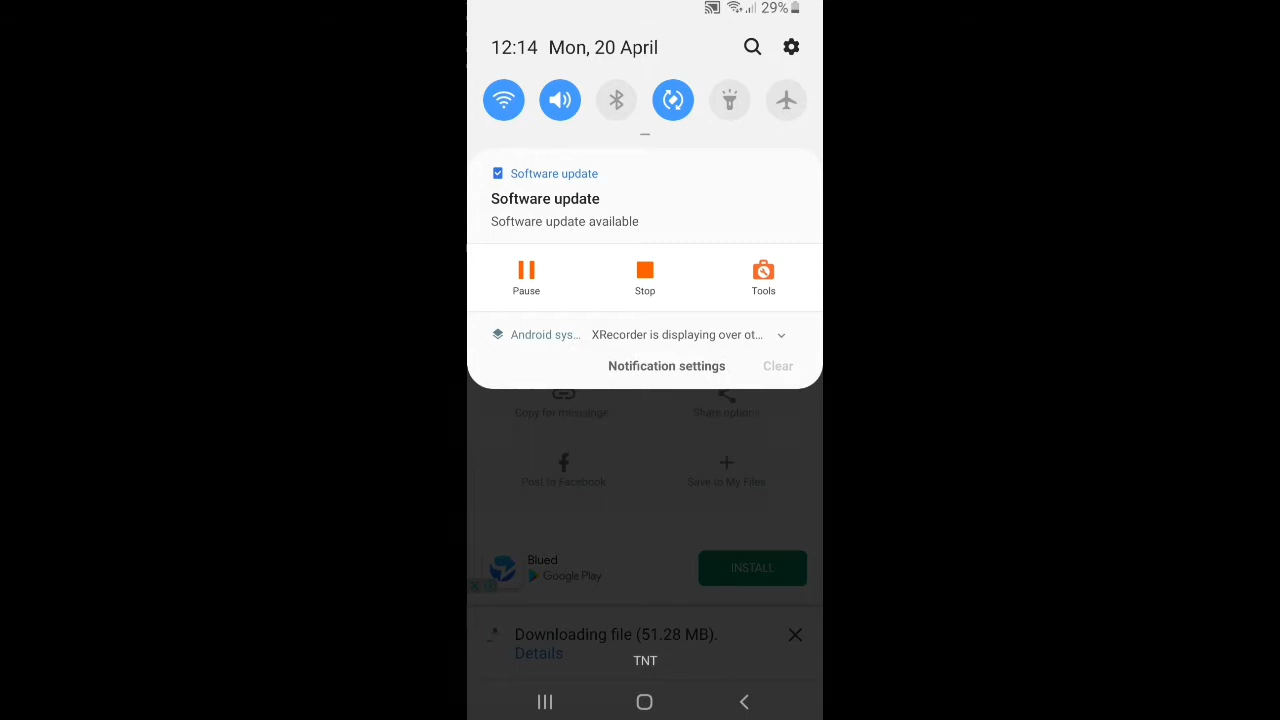 29%
12:14 Mon, 20 April
Software update
Software update
Software update available
Pause Stop Tools
Android sys... XRecorder is displaying over ot...
Notification settings Clear
Copy for messenge Share options
Post to Facebook Save to My Files
Blued
Google Play
INSTALL
Downloading file (51.28 MB).
Details
TNT